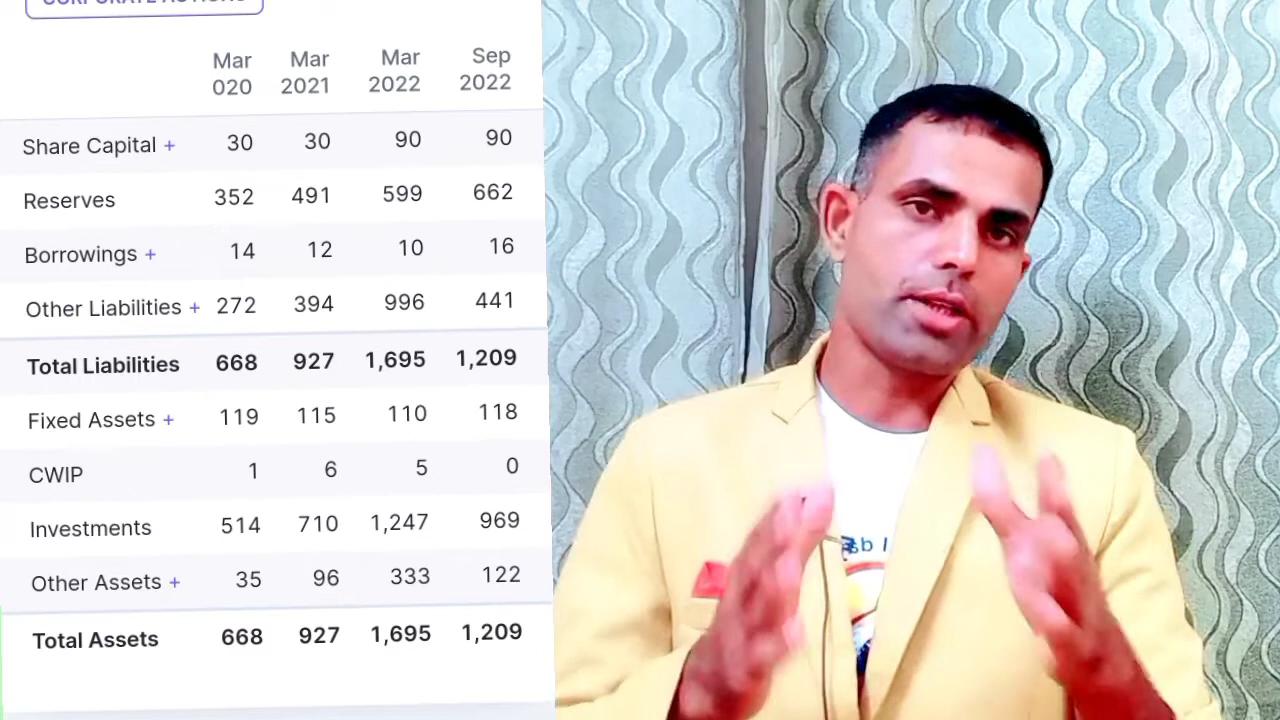 CORPORATE ACTIONS
Mar Mar Mar Sep
020 2021 2022 2022
Share Capital + 30 30 90 90
Reserves 352 491 599 662
Borrowings + 14 12 10 16
Other Liabilities + 272 394 996 441
Total Liabilities 668 927 1,695 1,209
Fixed Assets + 119 115 110 118
CWIP 1 6 5 0
Investments 514 710 1,247 969
Other Assets + 35 96 333 122
Total Assets 668 927 1,695 1,209